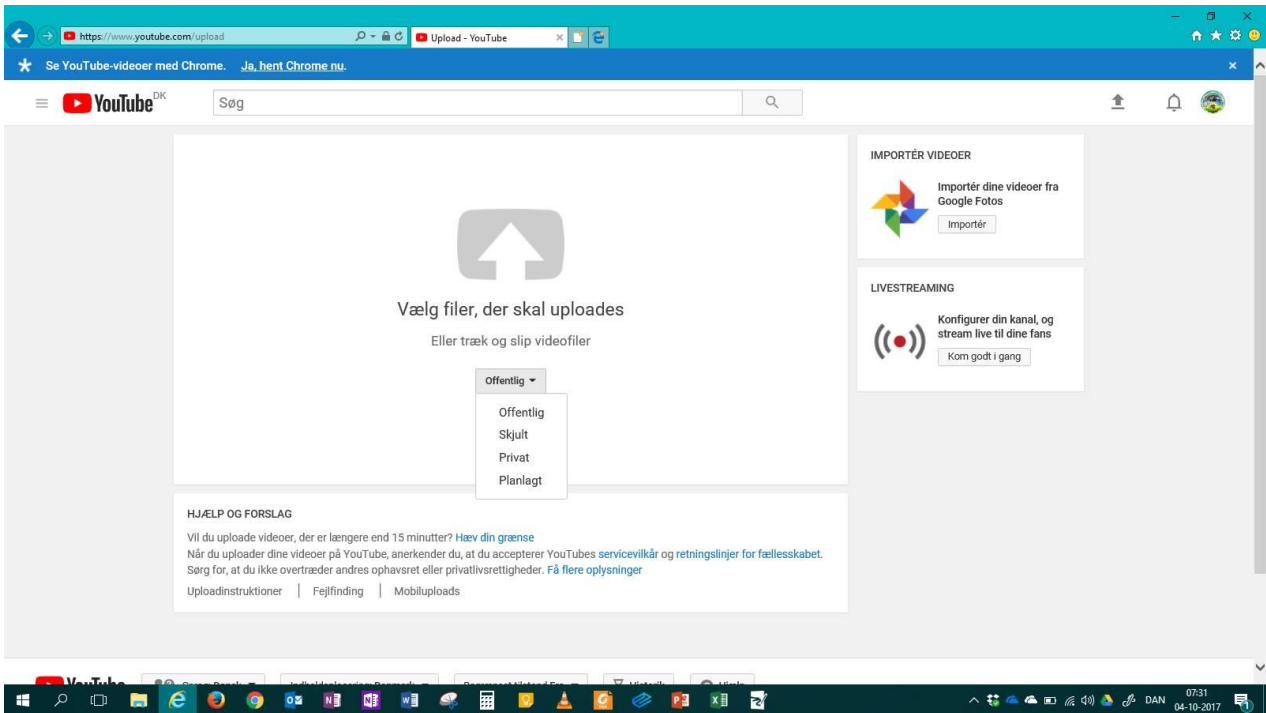 https://www.youtube.com/upload
Upload - YouTube
Se YouTube-videoer med Chrome. Ja, hent Chrome nu.
YouTube DK
Søg
Vælg filer, der skal uploades
Eller træk og slip videofiler
Offentlig
Offentlig
Skjult
Privat
Planlagt
IMPORTÉR VIDEOER
Importér dine videoer fra
Google Fotos
Importér
LIVESTREAMING
Konfigurer din kanal, og
stream live til dine fans
Kom godt i gang
HJÆLP OG FORSLAG
Vil du uploade videoer, der er længere end 15 minutter? Hæv din grænse
Når du uploader dine videoer på YouTube, anerkender du, at du accepterer YouTubes servicevilkår og retningslinjer for fællesskabet.
Sørg for, at du ikke overtræder andres ophavsret eller privatlivsrettigheder. Få flere oplysninger
Uploadinstruktioner | Fejlfinding | Mobiluploads
YouTube
DAN
07:31
04-10-2017